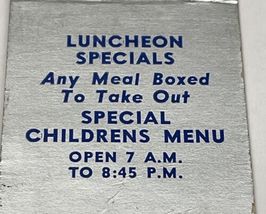 LUNCHEON
SPECIALS
Any Meal Boxed
To Take Out
SPECIAL
CHILDRENS MENU
OPEN 7 A.M.
TO 8:45 P.M.